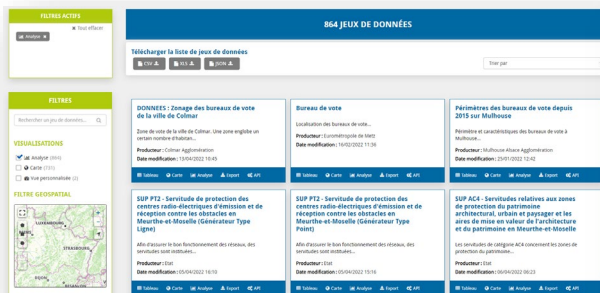 FILTRES ACTIFS
✖ Tout effacer
Analyse ✖
864 JEUX DE DONNÉES
Télécharger la liste de jeux de données
CSV
XLS
JSON
Trier par
FILTRES
Rechercher un jeu de données...
VISUALISATIONS
Analyse (864)
Carte (781)
Vue personnalisée (3)
FILTRE GEOSPATIAL
LUXEMBOURG
STRASBOURG
DIJON
BESANÇON
DONNEES : Zonage des bureaux de vote
de la ville de Colmar
Zone de vote de la ville de Colmar. Une zone englobe un
certain nombre d'habitan...
Producteur : Colmar Agglomération
Date modification : 13/04/2022 16:45
Tableau Carte Analyse Export API
Bureau de vote
Localisation des bureaux de vote...
Producteur : Eurométropole de Metz
Date modification : 16/02/2022 11:36
Tableau Carte Analyse Export API
Périmètres des bureaux de vote depuis
2015 sur Mulhouse
Périmètre et caractéristiques des bureaux de vote à
Mulhouse...
Producteur : Mulhouse Alsace Agglomération
Date modification : 23/01/2022 12:42
Tableau Carte Analyse Export API
SUP PT2 - Servitude de protection des
centres radio-électriques d'émission et de
réception contre les obstacles en
Meurthe-et-Moselle (Générateur Type
Ligne)
Afin d'assurer le bon fonctionnement des réseaux, des
servitudes sont instituées...
Producteur : Etat
Date modification : 05/04/2022 16:10
Tableau Carte Analyse Export API
SUP PT2 - Servitude de protection des
centres radio-électriques d'émission et de
réception contre les obstacles en
Meurthe-et-Moselle (Générateur Type
Point)
Afin d'assurer le bon fonctionnement des réseaux, des
servitudes sont instituées...
Producteur : Etat
Date modification : 05/04/2022 15:16
Tableau Carte Analyse Export API
SUP AC4 - Servitudes relatives aux zones
de protection du patrimoine
architectural, urbain et paysager et les
aires de mise en valeur de l'architecture
et du patrimoine en Meurthe-et-Moselle
Les servitudes de catégorie AC4 concernent les zones de
protection du patrimoine...
Producteur : Etat
Date modification : 06/04/2022 08:23
Tableau Carte Analyse Export API